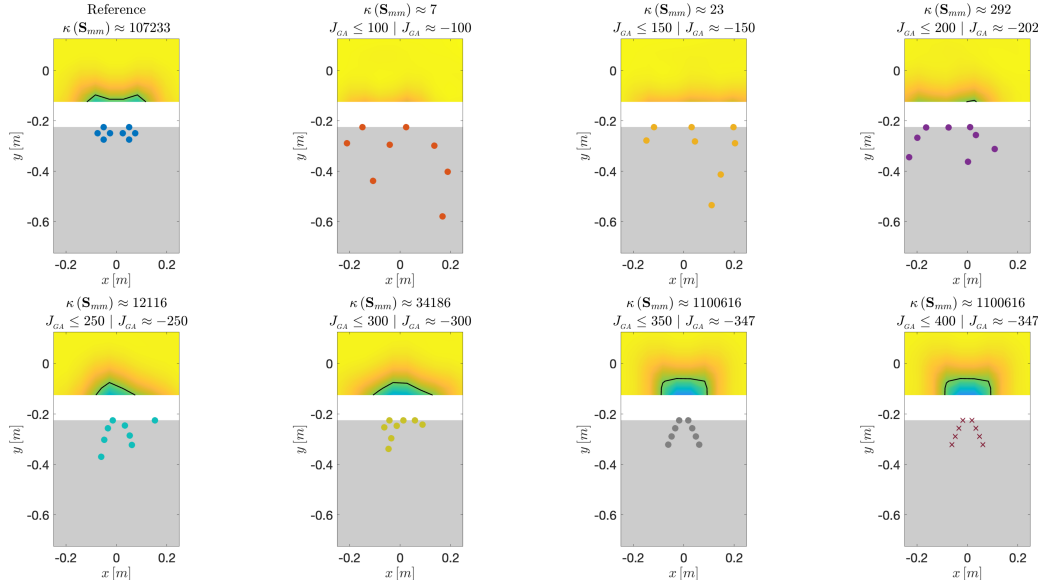 Reference
κ (S_mm) ≈ 107233
κ (S_mm) ≈ 7
J_GA ≤ 100 | J_GA ≈ −100
κ (S_mm) ≈ 23
J_GA ≤ 150 | J_GA ≈ −150
κ (S_mm) ≈ 292
J_GA ≤ 200 | J_GA ≈ −202
0
-0.2
-0.4
-0.6
y [m]
-0.2 0 0.2
x [m]
0
-0.2
-0.4
-0.6
y [m]
-0.2 0 0.2
x [m]
0
-0.2
-0.4
-0.6
y [m]
-0.2 0 0.2
x [m]
0
-0.2
-0.4
-0.6
y [m]
-0.2 0 0.2
x [m]
κ (S_mm) ≈ 12116
J_GA ≤ 250 | J_GA ≈ −250
κ (S_mm) ≈ 34186
J_GA ≤ 300 | J_GA ≈ −300
κ (S_mm) ≈ 1100616
J_GA ≤ 350 | J_GA ≈ −347
κ (S_mm) ≈ 1100616
J_GA ≤ 400 | J_GA ≈ −347
0
-0.2
-0.4
-0.6
y [m]
-0.2 0 0.2
x [m]
0
-0.2
-0.4
-0.6
y [m]
-0.2 0 0.2
x [m]
0
-0.2
-0.4
-0.6
y [m]
-0.2 0 0.2
x [m]
0
-0.2
-0.4
-0.6
y [m]
-0.2 0 0.2
x [m]